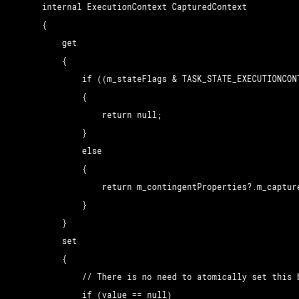 internal ExecutionContext CapturedContext
{
get
{
if ((m_stateFlags & TASK_STATE_EXECUTIONCONT
{
return null;
}
else
{
return m_contingentProperties?.m_capture
}
}
set
{
// There is no need to atomically set this b
if (value == null)